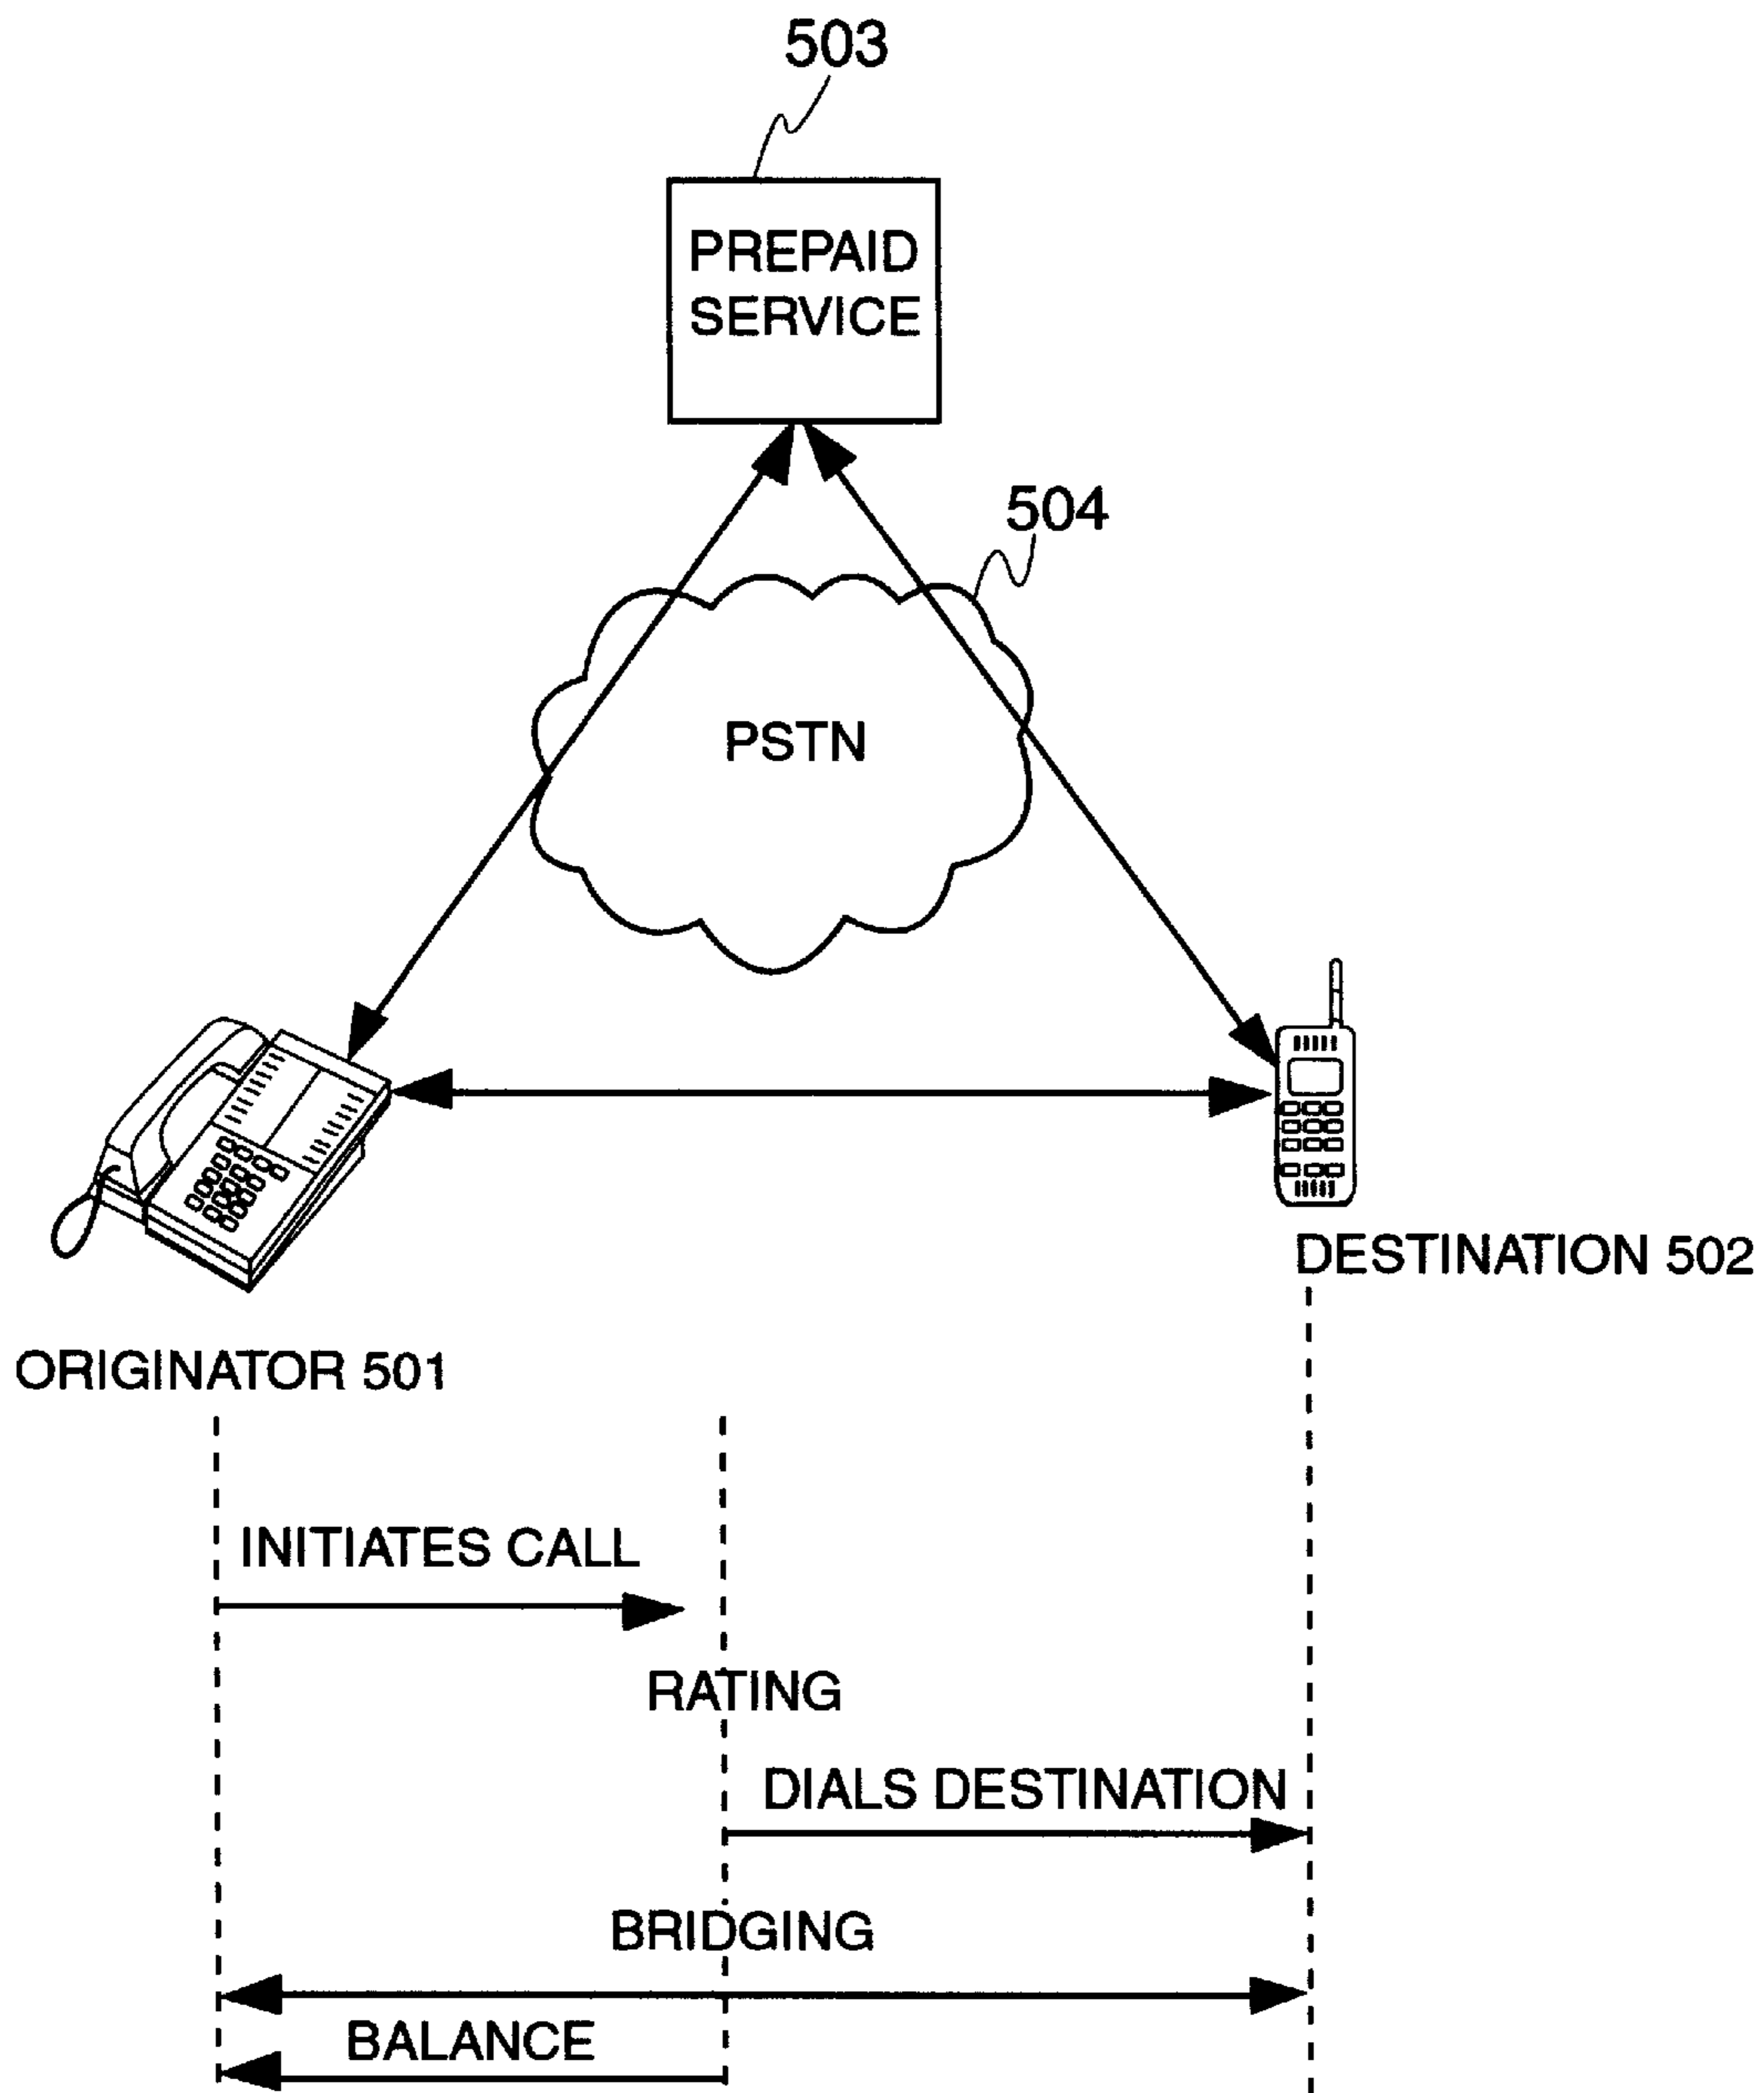 503
PREPAID
SERVICE
504
PSTN
DESTINATION 502
ORIGINATOR 501
INITIATES CALL
RATING
DIALS DESTINATION
BRIDGING
BALANCE